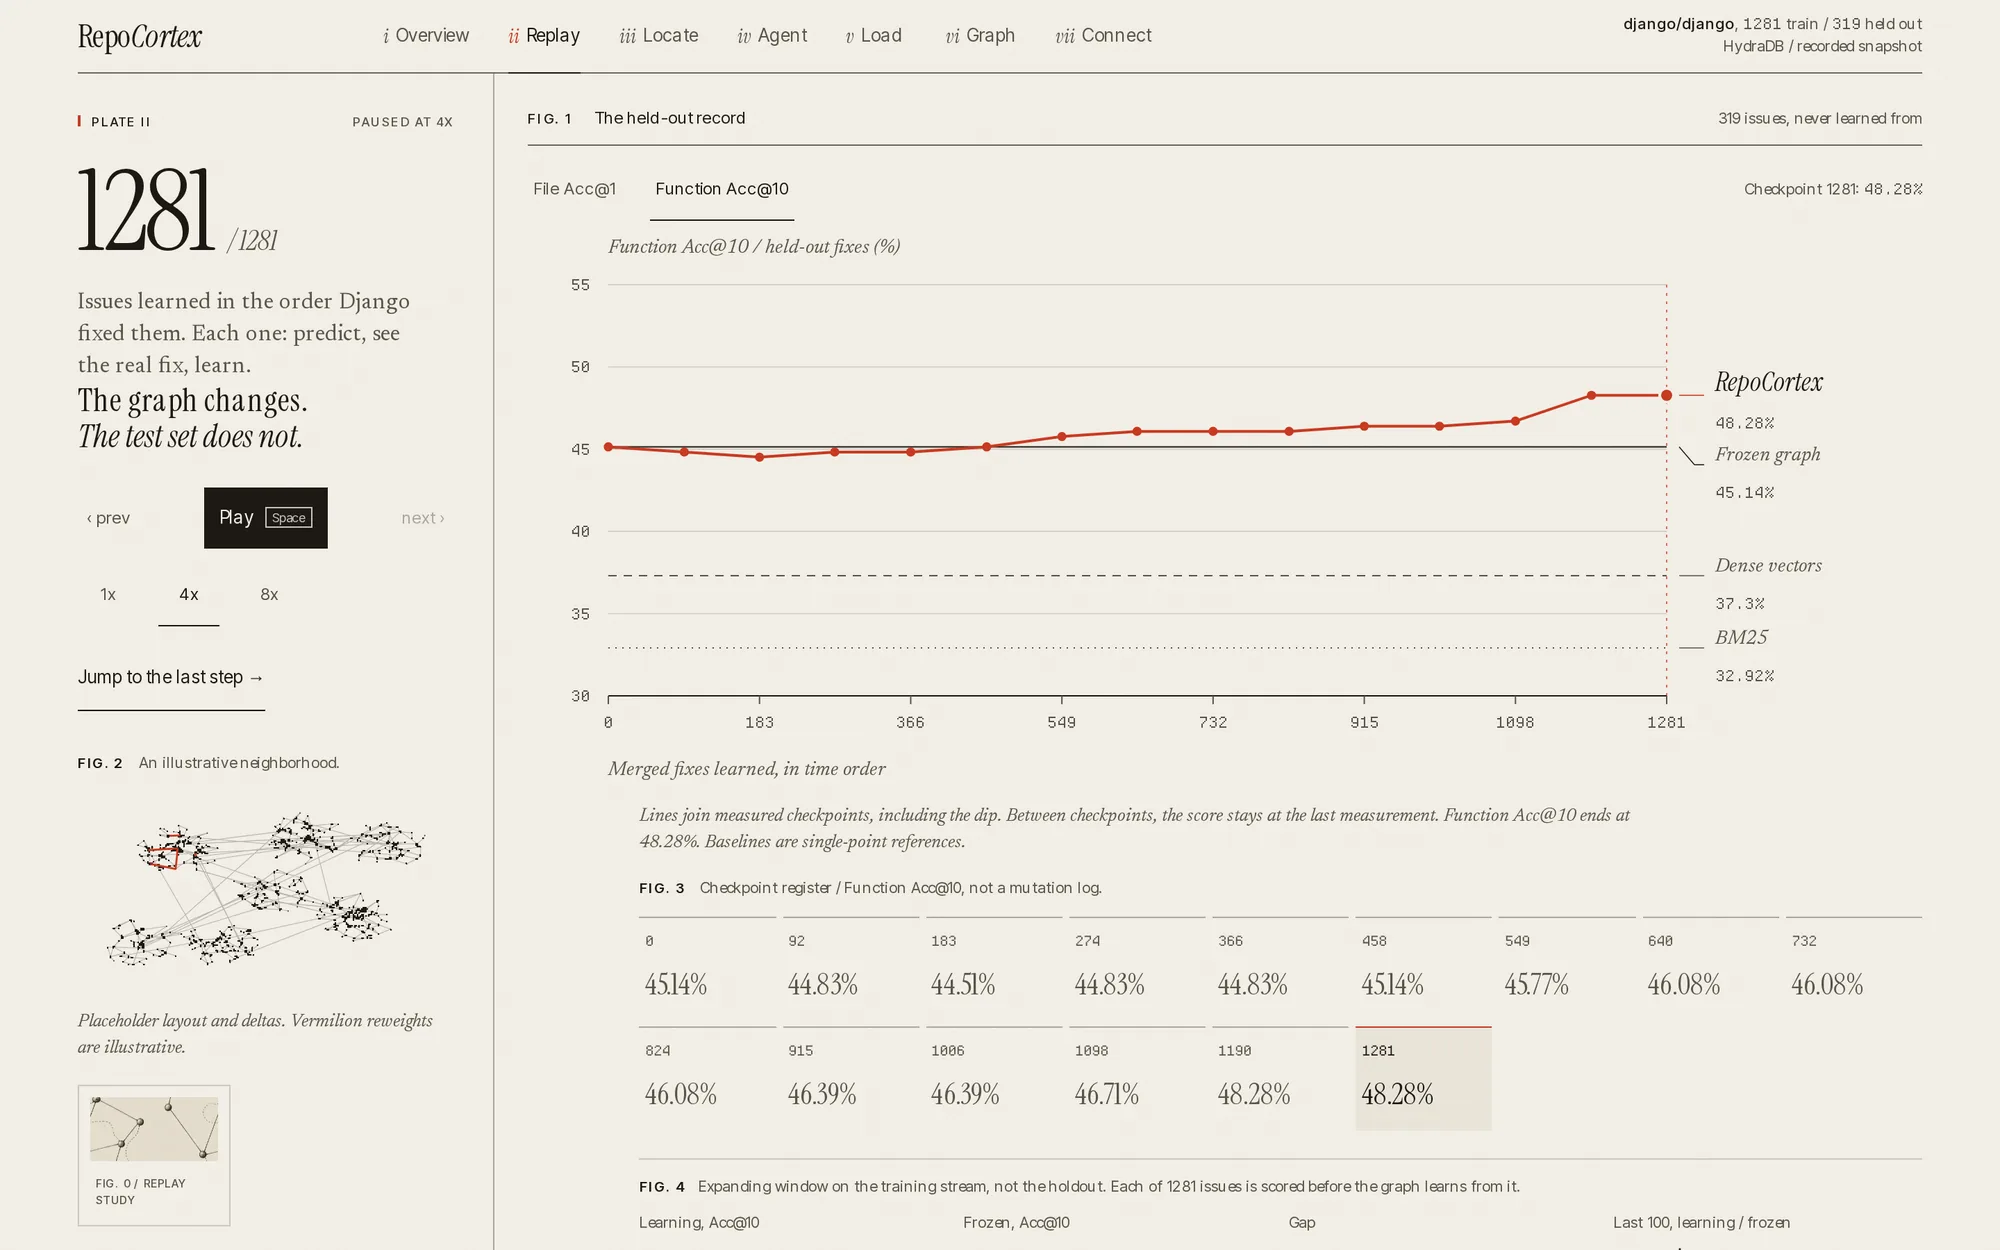 RepoCortex
i Overview
ii Replay
iii Locate
iv Agent
v Load
vi Graph
vii Connect
django/django, 1281 train / 319 held out
HydraDB / recorded snapshot
PLATE II
PAUSED AT 4X
1281 /1281
Issues learned in the order Django
fixed them. Each one: predict, see
the real fix, learn.
The graph changes.
The test set does not.
‹ prev
Play Space
next ›
1x
4x
8x
Jump to the last step →
FIG. 2 An illustrative neighborhood.
Placeholder layout and deltas. Vermilion reweights
are illustrative.
FIG. 0 / REPLAY
STUDY
FIG. 1 The held-out record
319 issues, never learned from
File Acc@1
Function Acc@10
Checkpoint 1281: 48.28%
Function Acc@10 / held-out fixes (%)
55
50
45
40
35
30
RepoCortex
48.28%
Frozen graph
45.14%
Dense vectors
37.3%
BM25
32.92%
0 183 366 549 732 915 1098 1281
Merged fixes learned, in time order
Lines join measured checkpoints, including the dip. Between checkpoints, the score stays at the last measurement. Function Acc@10 ends at
48.28%. Baselines are single-point references.
FIG. 3 Checkpoint register / Function Acc@10, not a mutation log.
0 92 183 274 366 458 549 640 732
45.14% 44.83% 44.51% 44.83% 44.83% 45.14% 45.77% 46.08% 46.08%
824 915 1006 1098 1190 1281
46.08% 46.39% 46.39% 46.71% 48.28% 48.28%
FIG. 4 Expanding window on the training stream, not the holdout. Each of 1281 issues is scored before the graph learns from it.
Learning, Acc@10
Frozen, Acc@10
Gap
Last 100, learning / frozen